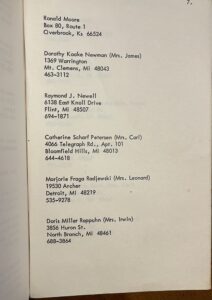 7.
Ronald Moore
Box 80, Route 1
Overbrook, Ks 66524
Dorothy Kaake Newman (Mrs. James)
1369 Warrington
Mt. Clemens, MI 48043
463-3112
Raymond J. Newell
6138 East Knoll Drive
Flint, MI 48507
694-1871
Catherine Scharf Petersen (Mrs. Carl)
4066 Telegraph Rd., Apt. 101
Bloomfield Hills, MI 48013
644-4618
Marjorie Fraga Radjewski (Mrs. Leonard)
19530 Archer
Detroit, MI 48219
535-9278
Doris Miller Reppuhn (Mrs. Irwin)
3856 Huron St.
North Branch, MI 48461
688-3864